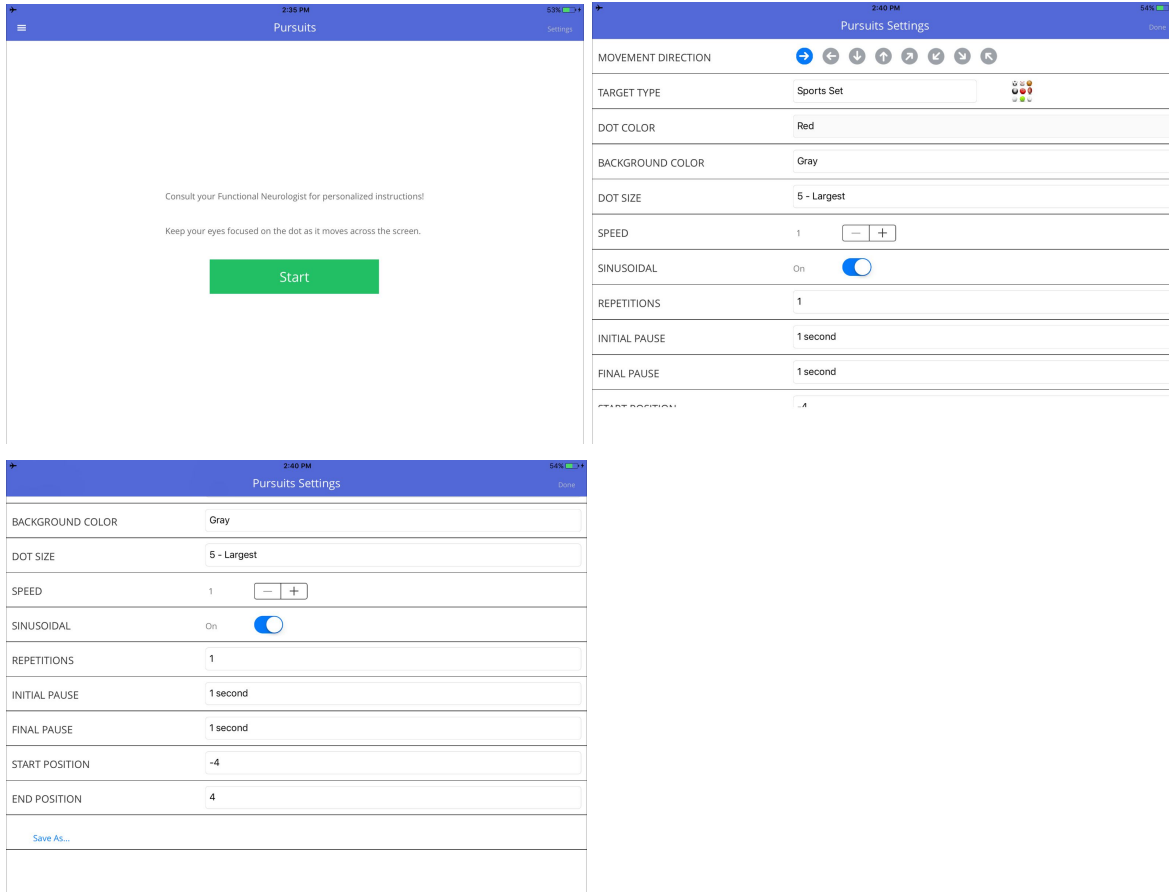 2:35 PM
53%
Pursuits
Settings
Consult your Functional Neurologist for personalized instructions!
Keep your eyes focused on the dot as it moves across the screen.
Start
2:40 PM
54%
Pursuits Settings
Done
MOVEMENT DIRECTION
TARGET TYPE Sports Set
DOT COLOR Red
BACKGROUND COLOR Gray
DOT SIZE 5 - Largest
SPEED 1 — +
SINUSOIDAL On
REPETITIONS 1
INITIAL PAUSE 1 second
FINAL PAUSE 1 second
START POSITION -4
2:40 PM
54%
Pursuits Settings
Done
BACKGROUND COLOR Gray
DOT SIZE 5 - Largest
SPEED 1 — +
SINUSOIDAL On
REPETITIONS 1
INITIAL PAUSE 1 second
FINAL PAUSE 1 second
START POSITION -4
END POSITION 4
Save As...